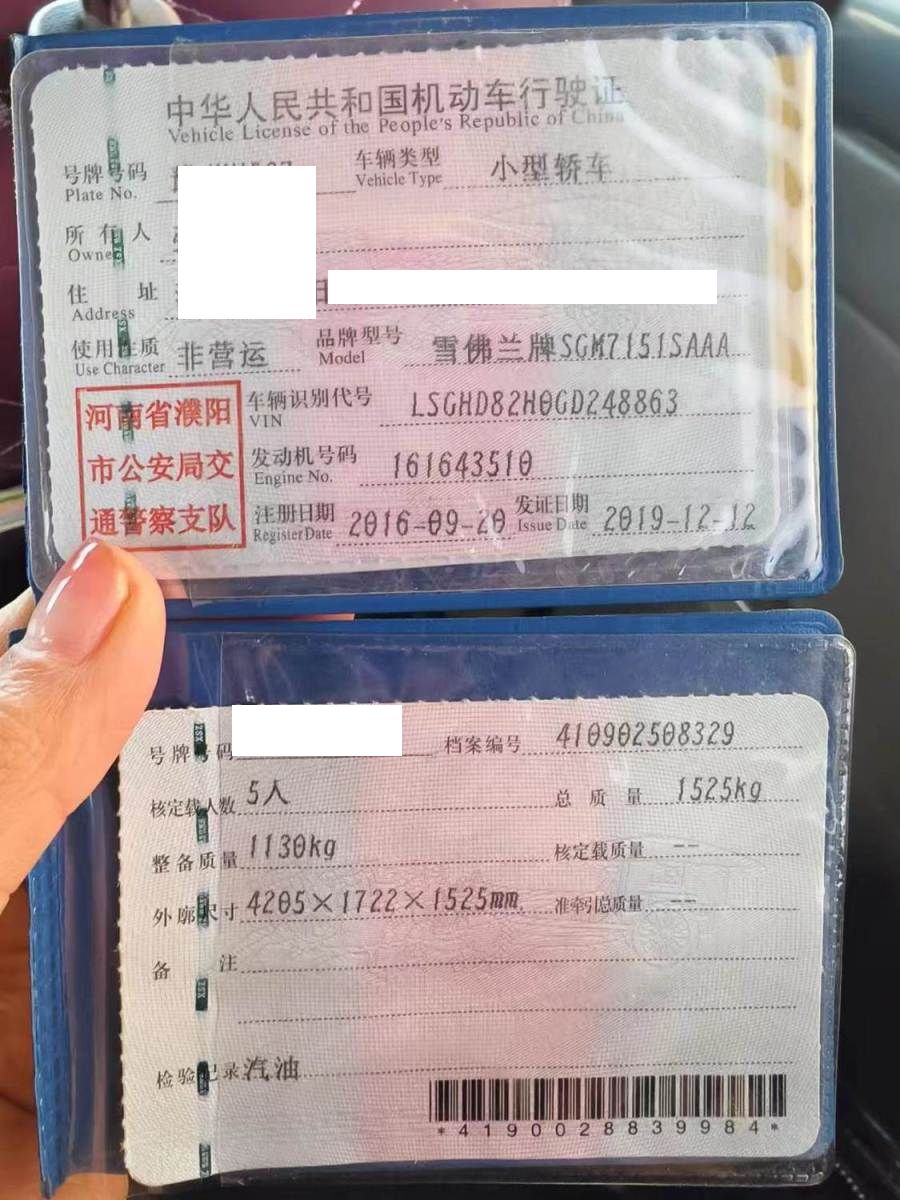 中华人民共和国机动车行驶证
Vehicle License of the People's Republic of China
号牌号码 车辆类型 小型轿车
Plate No. Vehicle Type
所有人
Owner
住址
Address
使用性质 非营运 品牌型号 雪佛兰牌SGM7151SAAA
Use Character Model
河南省濮阳
市公安局交
通警察支队
车辆识别代号 LSGHD82H0GD248863
VIN
发动机号码 161643510
Engine No.
注册日期 2016-09-20 发证日期 2019-12-12
Register Date Issue Date
号牌号码 档案编号 410902508329
核定载人数 5人 总质量 1525kg
整备质量 1130kg 核定载质量 --
外廓尺寸 4205×1722×1525mm 准牵引总质量 --
备注
检验记录 汽油
*4190028839984*